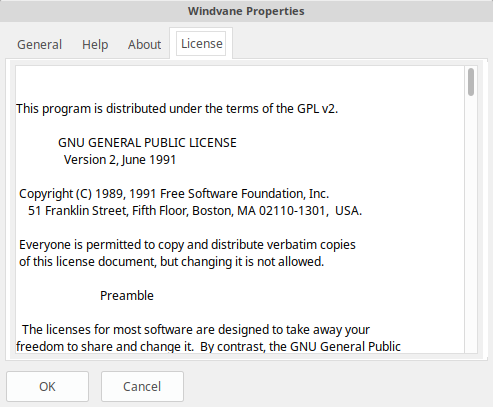 Windvane Properties
General Help About License
This program is distributed under the terms of the GPL v2.
GNU GENERAL PUBLIC LICENSE
Version 2, June 1991
Copyright (C) 1989, 1991 Free Software Foundation, Inc.
51 Franklin Street, Fifth Floor, Boston, MA 02110-1301, USA.
Everyone is permitted to copy and distribute verbatim copies
of this license document, but changing it is not allowed.
Preamble
The licenses for most software are designed to take away your
freedom to share and change it. By contrast, the GNU General Public
OK Cancel